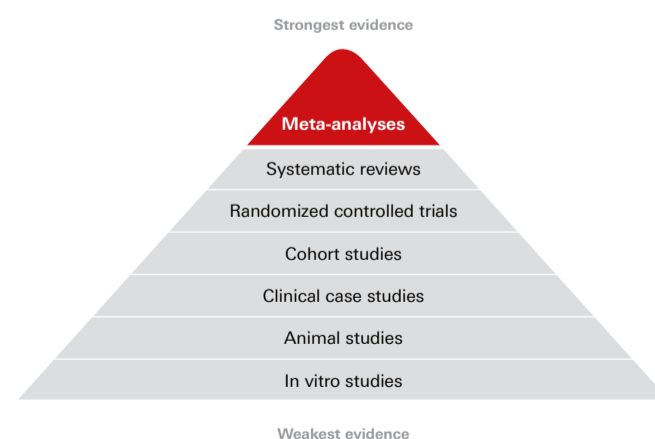 Strongest evidence
Meta-analyses
Systematic reviews
Randomized controlled trials
Cohort studies
Clinical case studies
Animal studies
In vitro studies
Weakest evidence